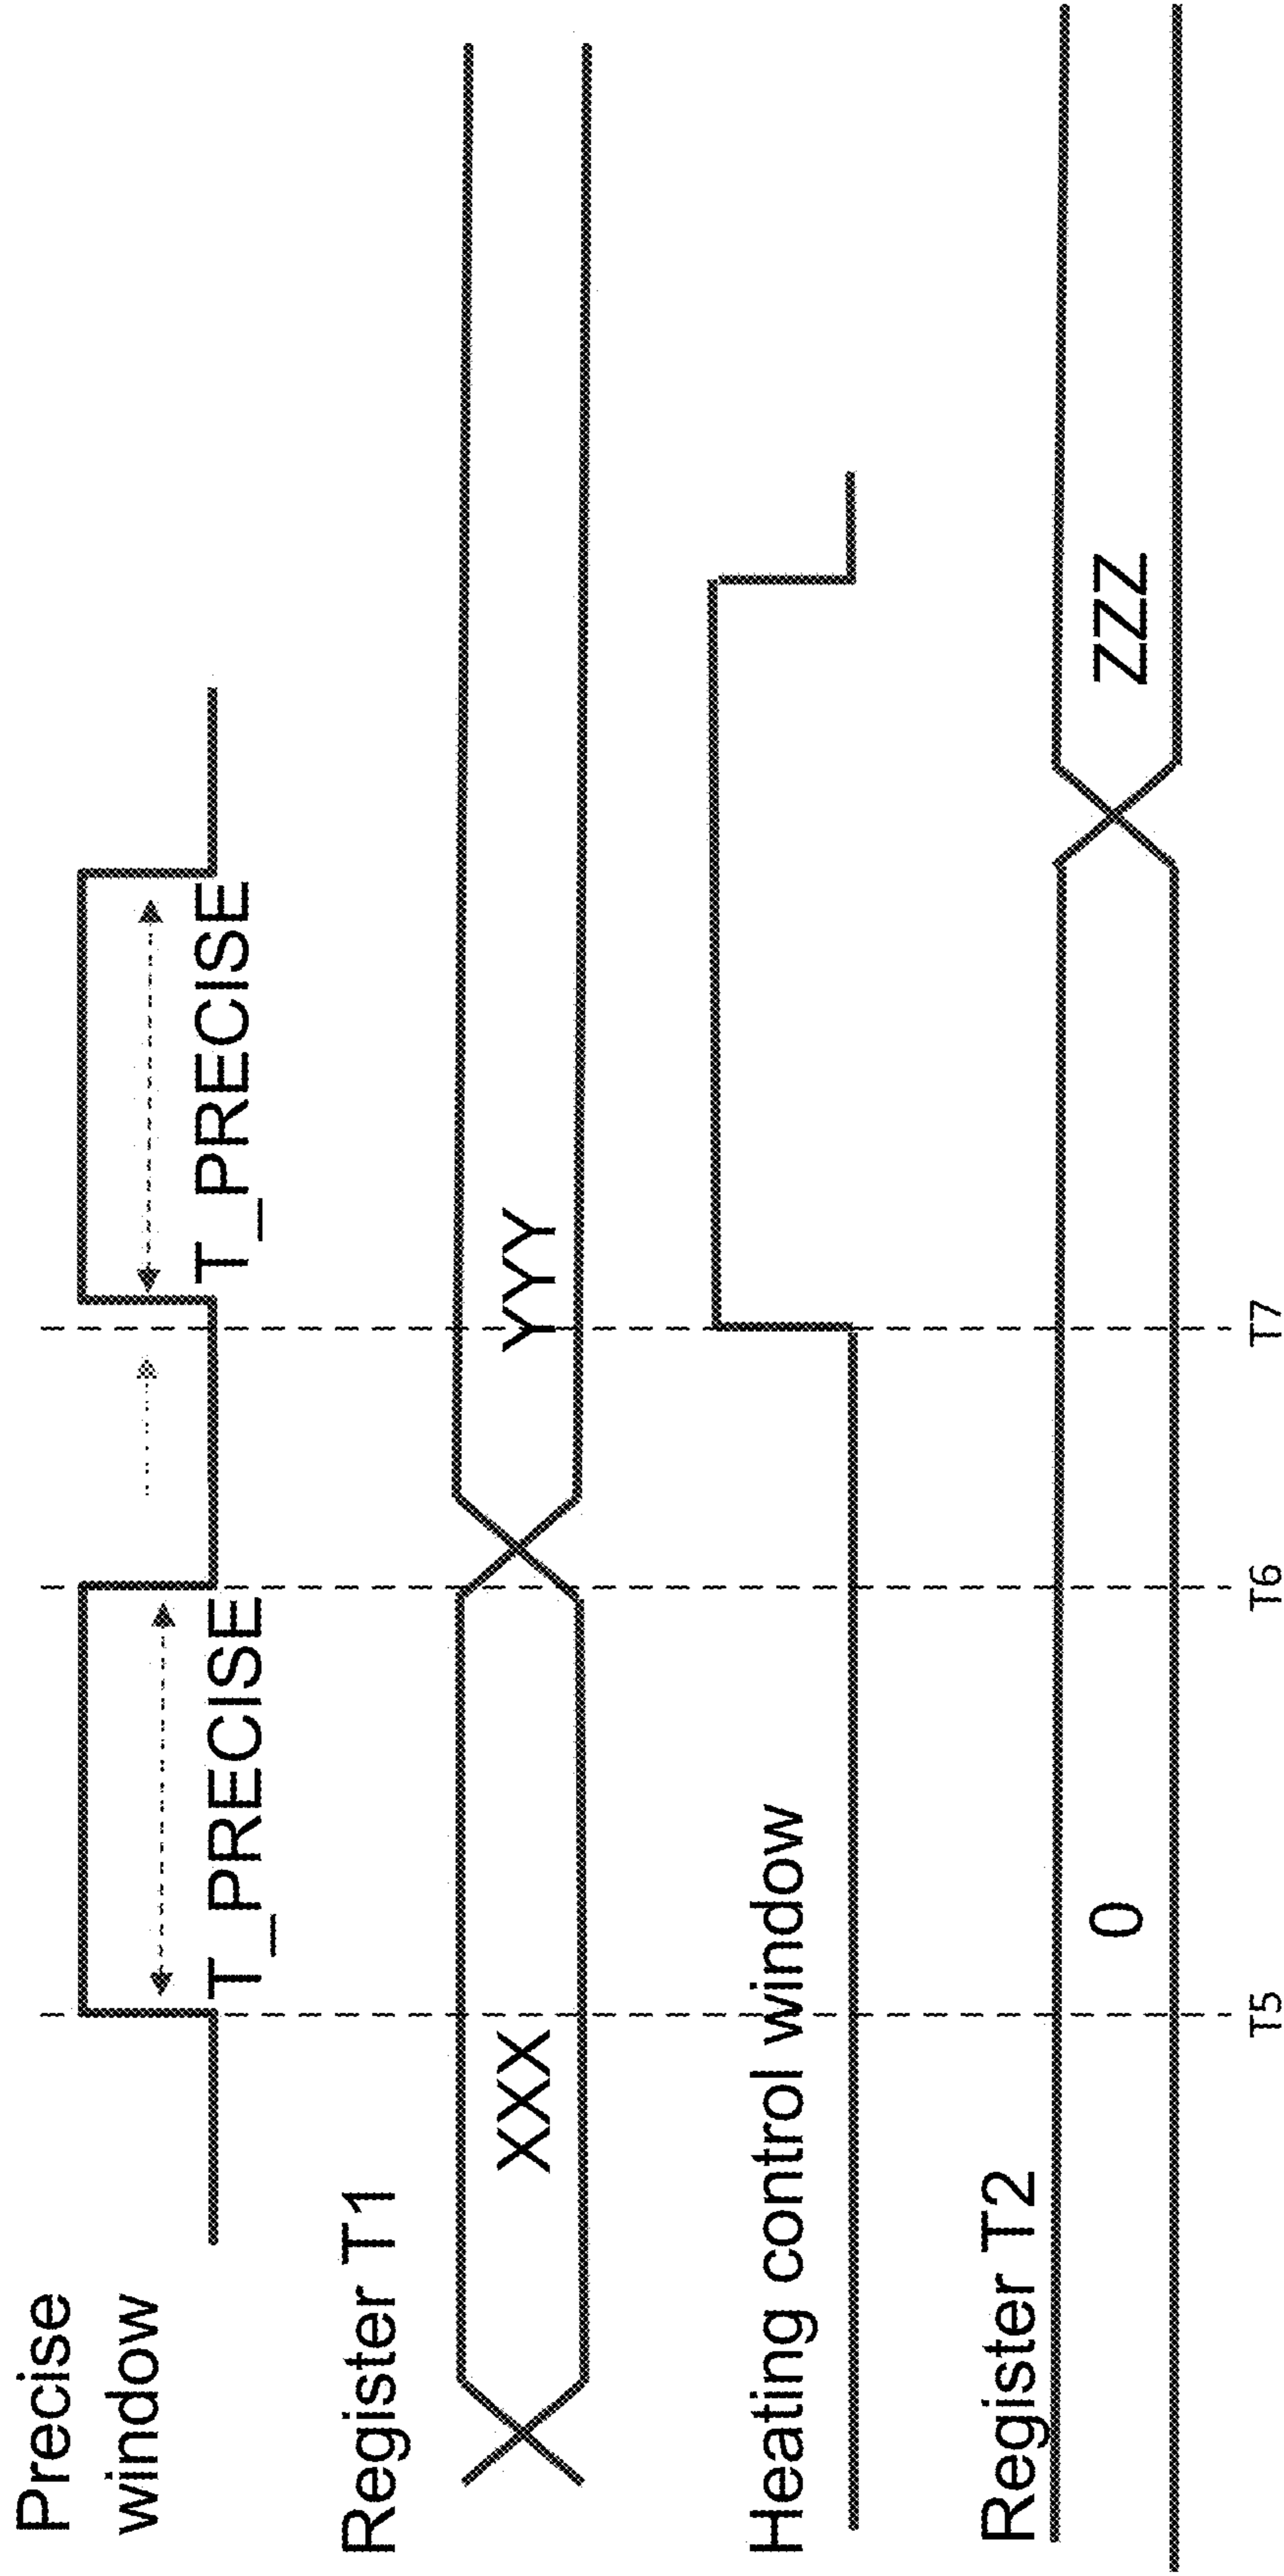 Precise
window
T_PRECISE
T_PRECISE
Register T1
XXX
YYY
Heating control window
Register T2
0
ZZZ
T5
T6
T7